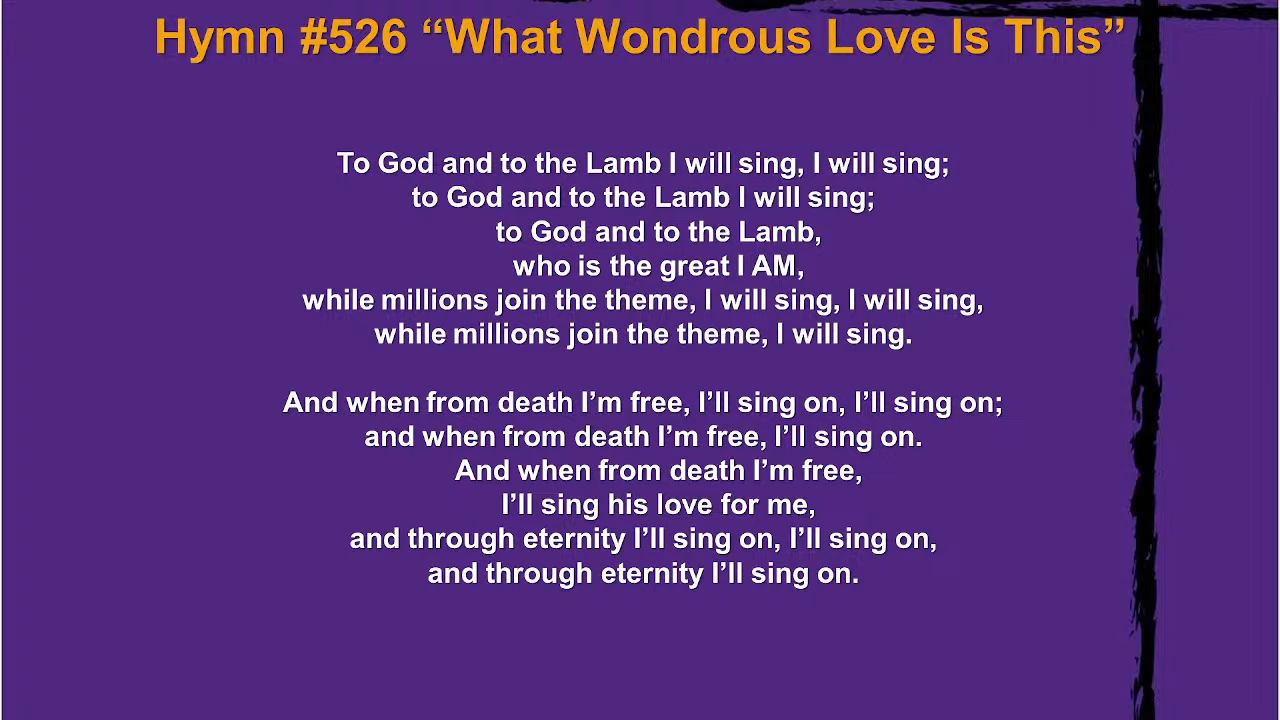 Hymn #526 “What Wondrous Love Is This”
To God and to the Lamb I will sing, I will sing;
to God and to the Lamb I will sing;
to God and to the Lamb,
who is the great I AM,
while millions join the theme, I will sing, I will sing,
while millions join the theme, I will sing.
And when from death I’m free, I’ll sing on, I’ll sing on;
and when from death I’m free, I’ll sing on.
And when from death I’m free,
I’ll sing his love for me,
and through eternity I’ll sing on, I’ll sing on,
and through eternity I’ll sing on.